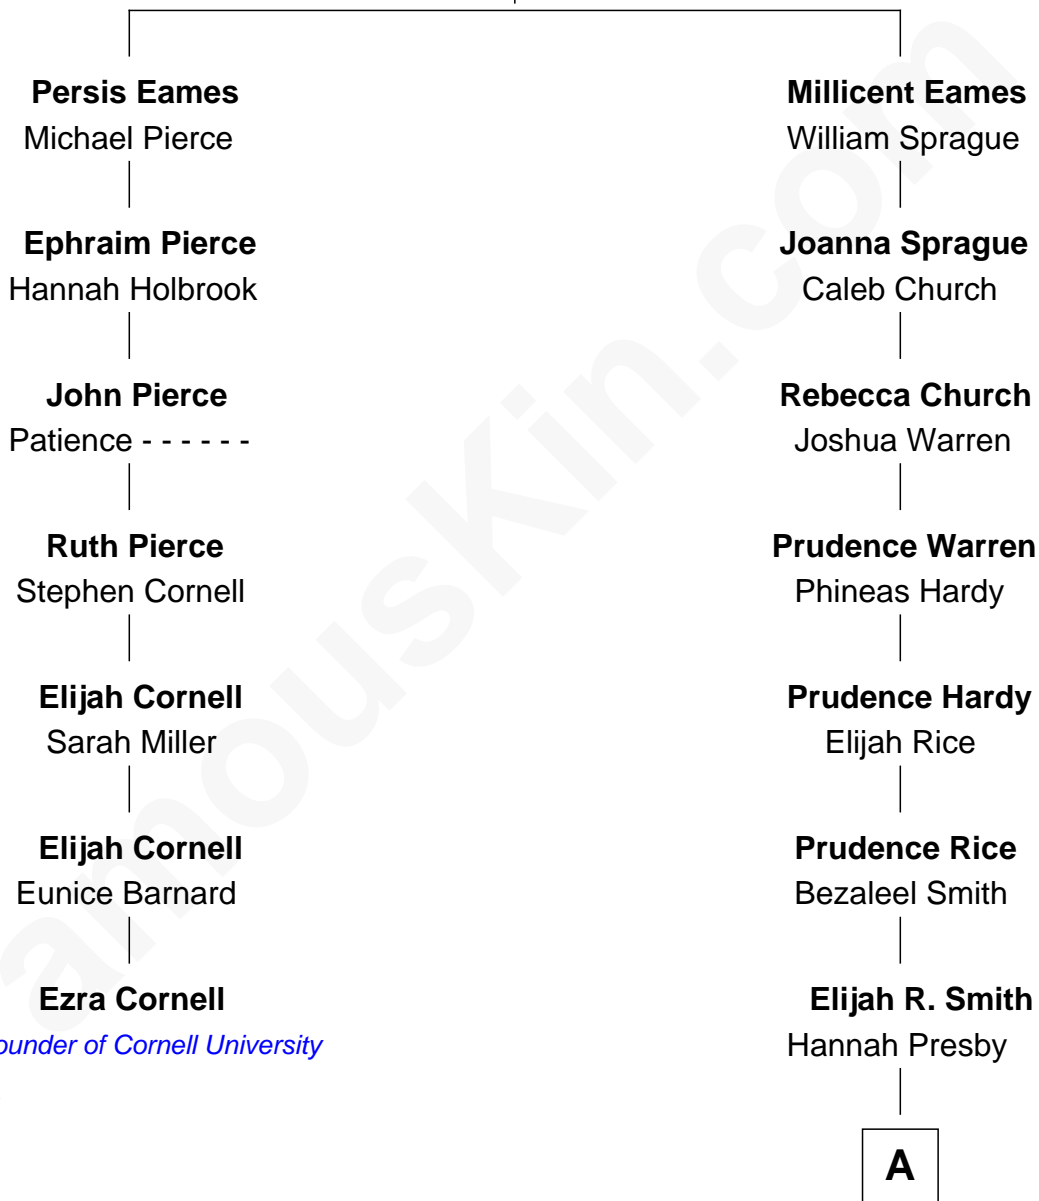 Persis Eames
Michael Pierce
Ephraim Pierce
Hannah Holbrook
John Pierce
Patience - - - - - -
Ruth Pierce
Stephen Cornell
Elijah Cornell
Sarah Miller
Elijah Cornell
Eunice Barnard
Ezra Cornell
ounder of Cornell University
Millicent Eames
William Sprague
Joanna Sprague
Caleb Church
Rebecca Church
Joshua Warren
Prudence Warren
Phineas Hardy
Prudence Hardy
Elijah Rice
Prudence Rice
Bezaleel Smith
Elijah R. Smith
Hannah Presby
A
amouskin.com